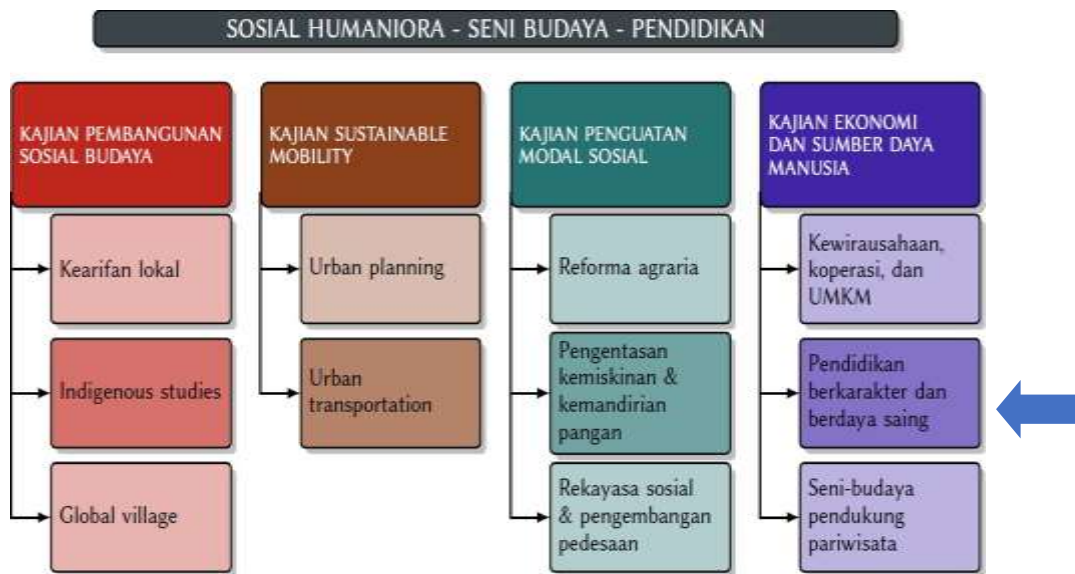 SOSIAL HUMANIORA - SENI BUDAYA - PENDIDIKAN
KAJIAN PEMBANGUNAN
SOSIAL BUDAYA
Kearifan lokal
Indigenous studies
Global village
KAJIAN SUSTAINABLE
MOBILITY
Urban planning
Urban
transportation
KAJIAN PENGUATAN
MODAL SOSIAL
Reforma agraria
Pengentasan
kemiskinan &
kemandirian
pangan
Rekayasa sosial
& pengembangan
pedesaan
KAJIAN EKONOMI
DAN SUMBER DAYA
MANUSIA
Kewirausahaan,
koperasi, dan
UMKM
Pendidikan
berkarakter dan
berdaya saing
Seni-budaya
pendukung
pariwisata